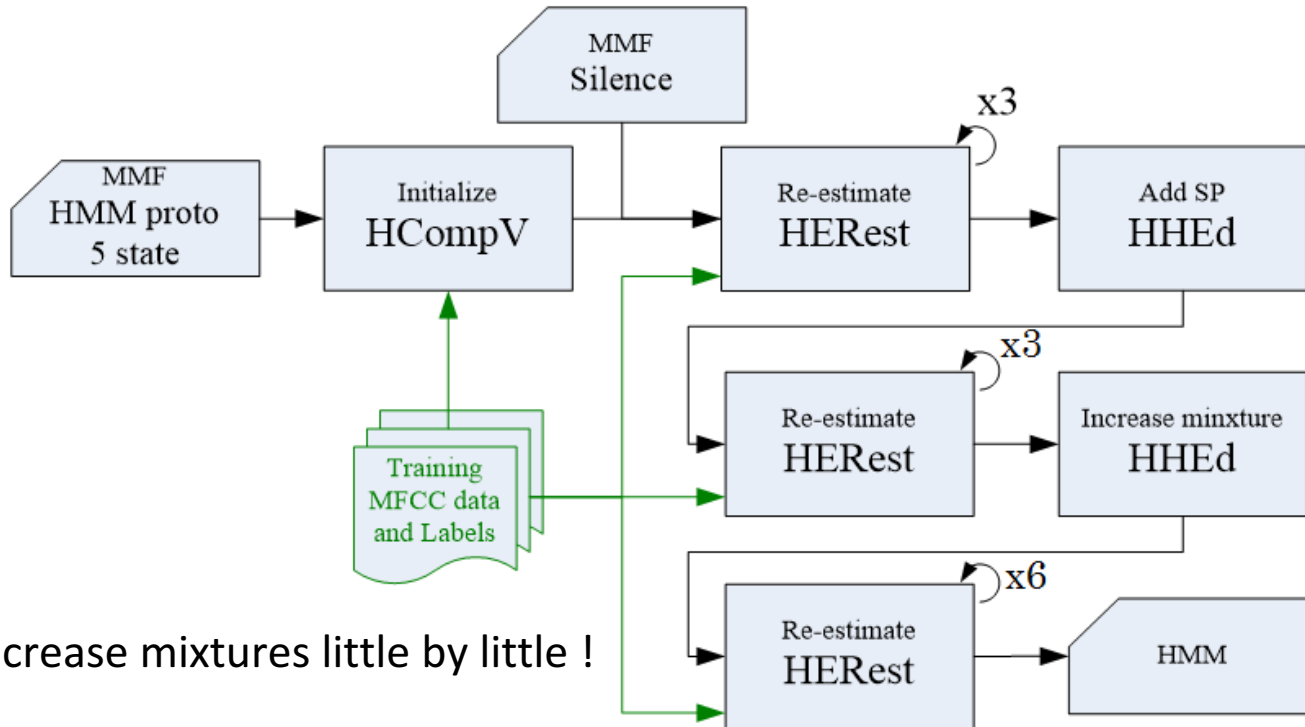 MMF
Silence
x3
MMF
HMM proto
5 state
Initialize
HCompV
Re-estimate
HERest
Add SP
HHEd
x3
Re-estimate
HERest
Increase minxture
HHEd
Training
MFCC data
and Labels
x6
Re-estimate
HERest
HMM
crease mixtures little by little !